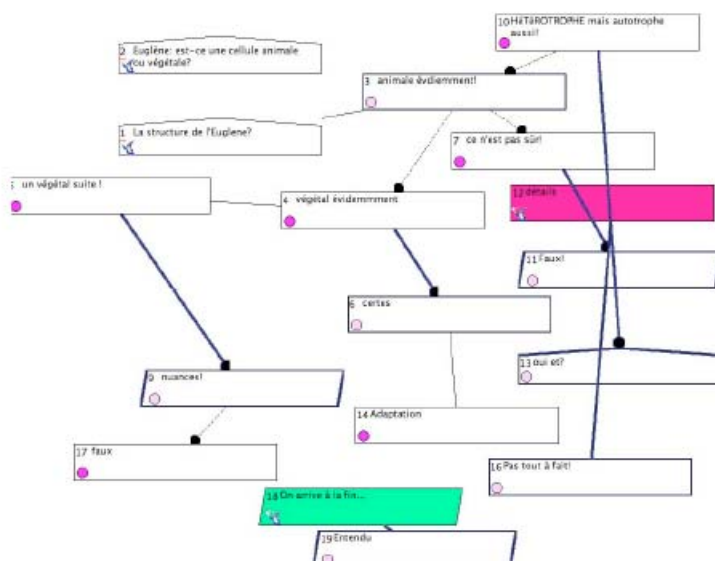 10 HéTéROTROPHE mais autotrophe
aussi!
2 Euglène: est-ce une cellule animale
ou végétale?
3 animale évdiemment!
1 La structure de l'Euglene?
7 ce n'est pas sûr!
un végétal suite !
4 végétal évidemmment
12 détails
11 Faux!
6 certes
13 oui et?
9 nuances!
14 Adaptation
17 faux
16 Pas tout à fait!
18 On arrive à la fin...
19 Entendu